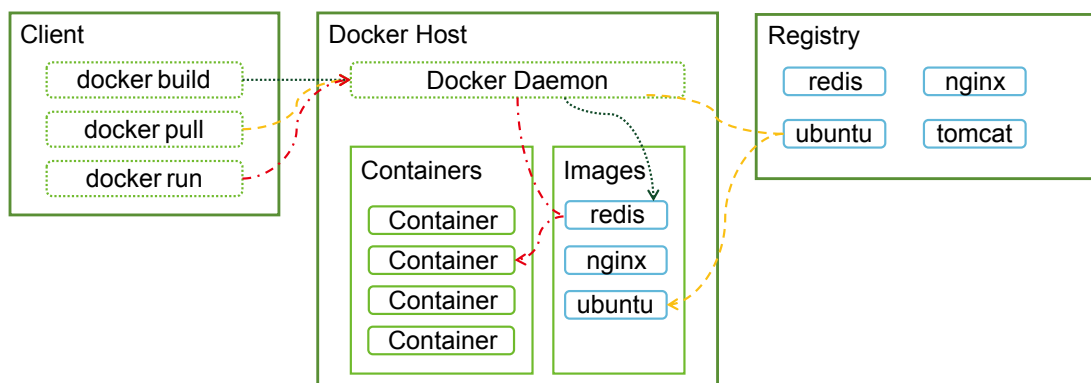 Client
docker build
docker pull
docker run
Docker Host
Docker Daemon
Containers
Container
Container
Container
Container
Images
redis
nginx
ubuntu
Registry
redis
nginx
ubuntu
tomcat